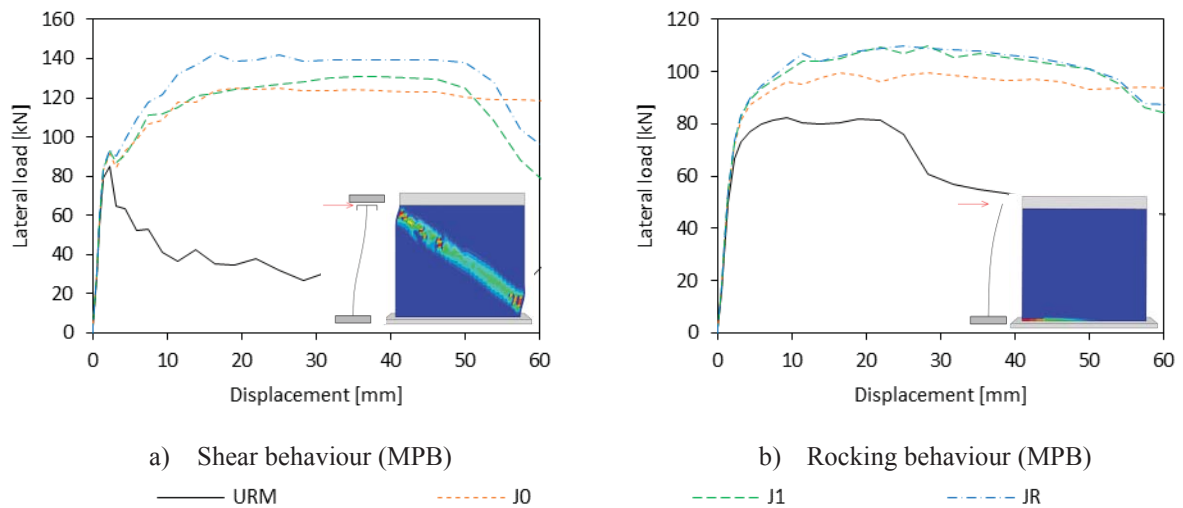 160
140
120
100
80
60
40
20
0
Lateral load [kN]
0 10 20 30 40 50 60
Displacement [mm]
a) Shear behaviour (MPB)
120
100
80
60
40
20
0
Lateral load [kN]
0 10 20 30 40 50 60
Displacement [mm]
b) Rocking behaviour (MPB)
URM J0 J1 JR